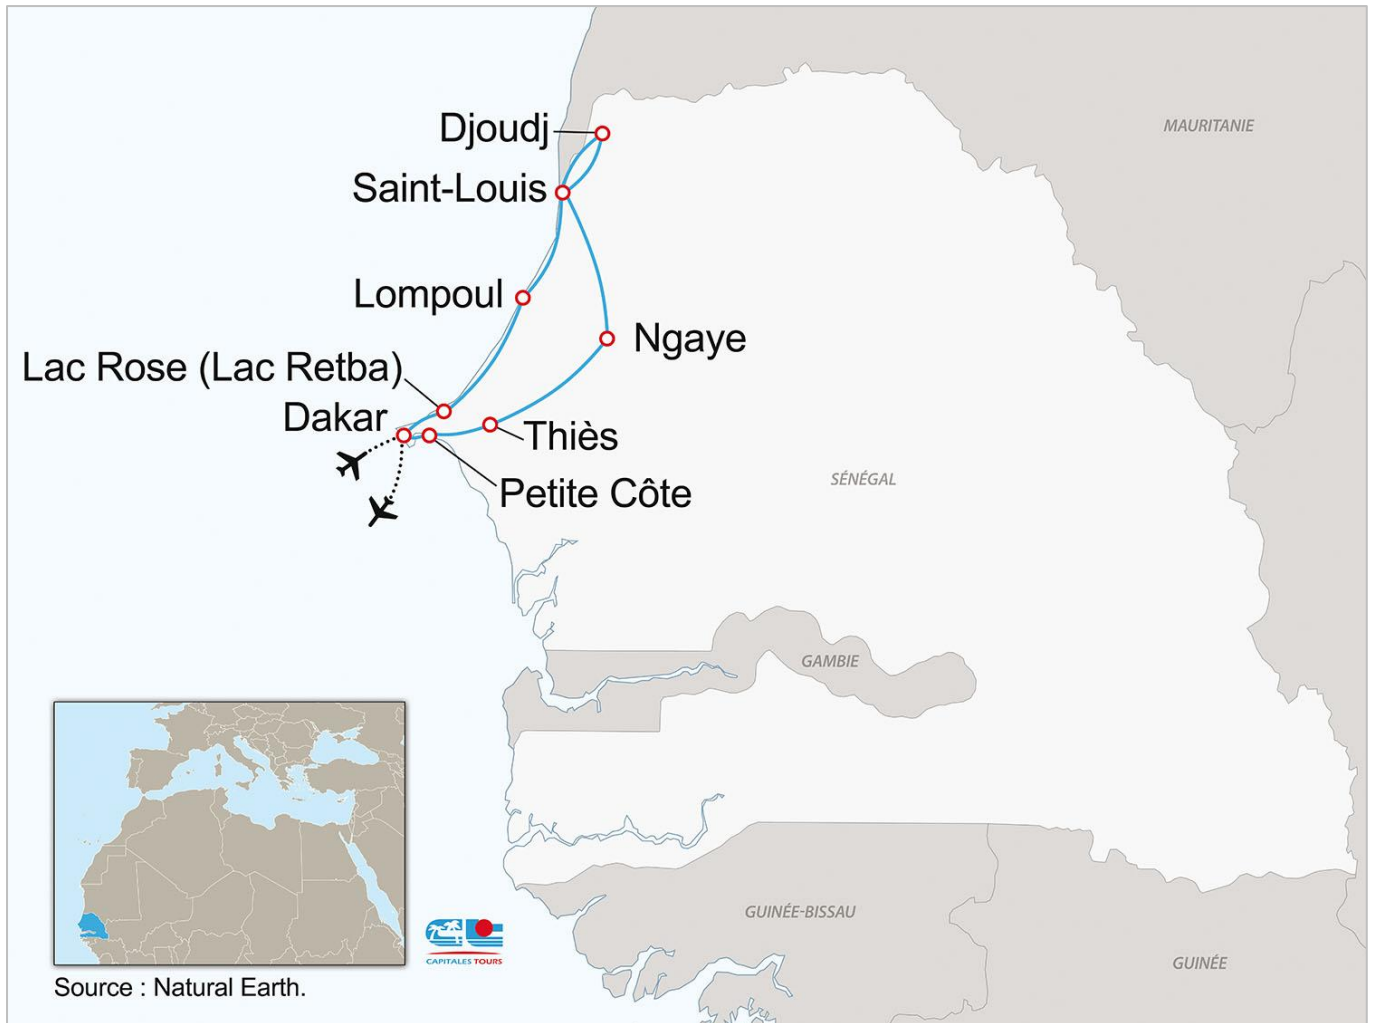 Djoudj
MAURITANIE
Saint-Louis
Lompoul
Ngaye
Lac Rose (Lac Retba)
Dakar
Thiès
SÉNÉGAL
Petite Côte
GAMBIE
GUINÉE-BISSAU
CAPITALES TOURS
GUINÉE
Source : Natural Earth.